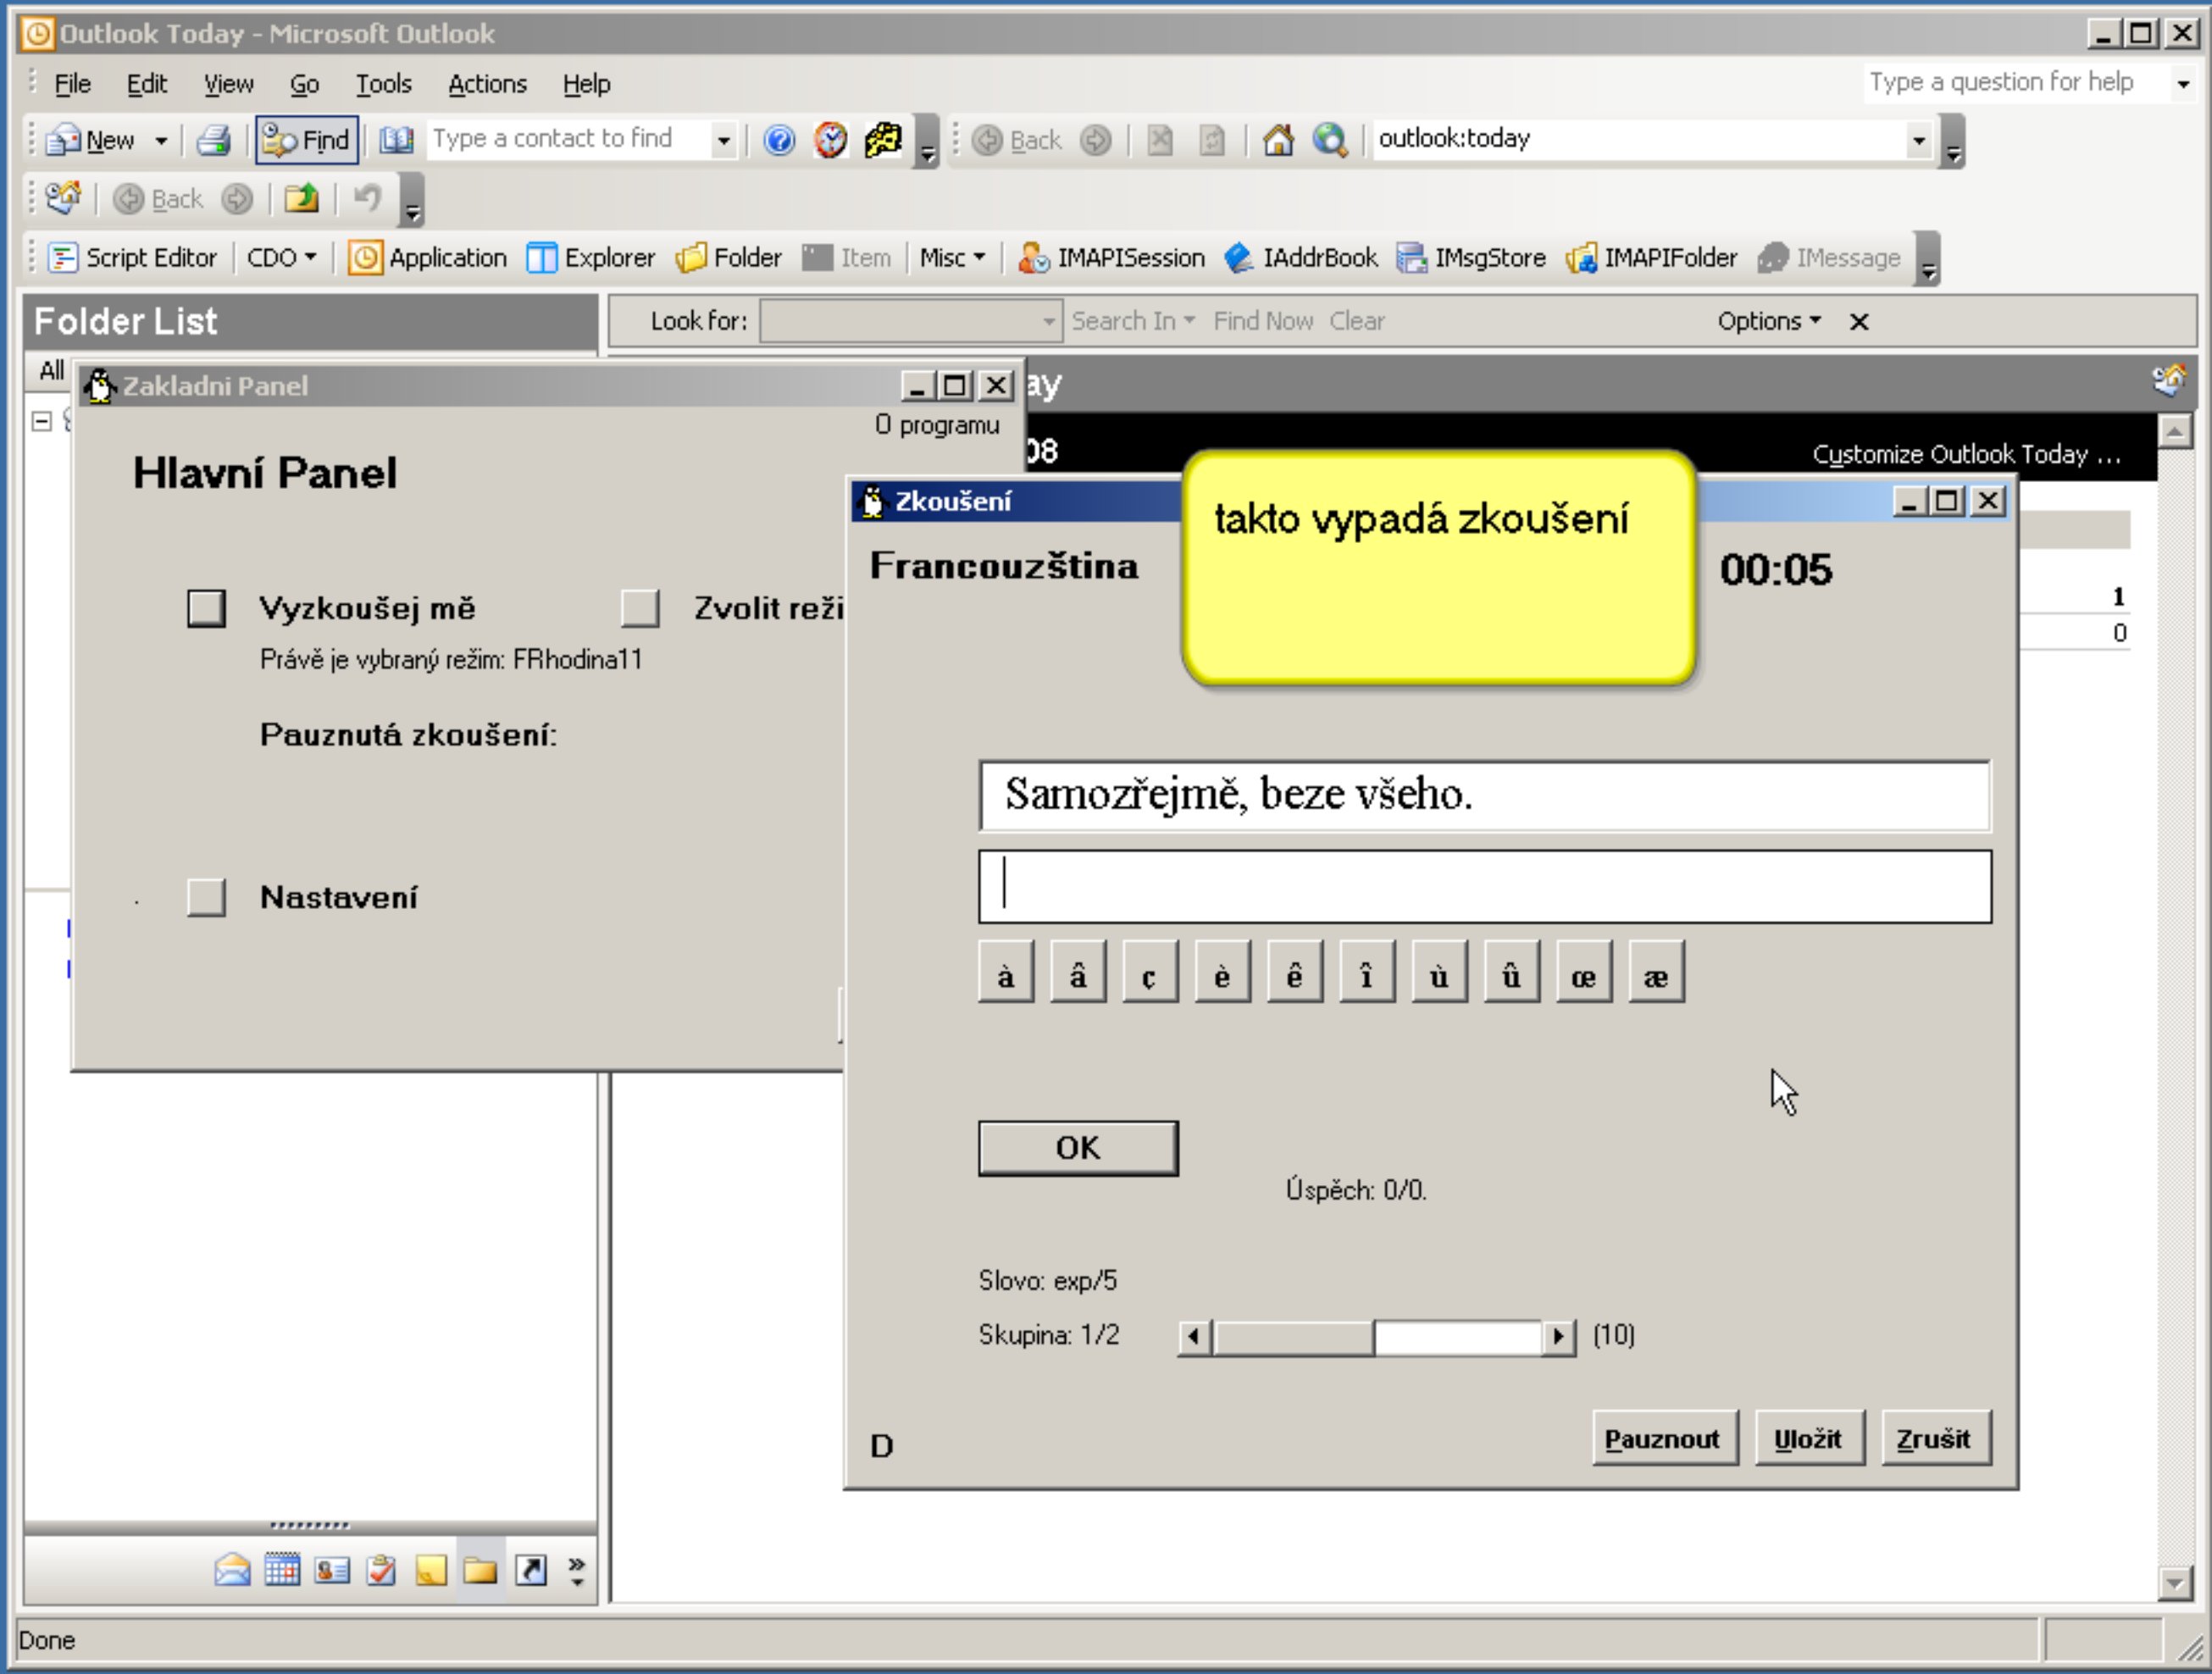 Outlook Today - Microsoft Outlook
File Edit View Go Tools Actions Help Type a question for help
New Find Type a contact to find Back outlook:today
Back
Script Editor CDO Application Explorer Folder Item Misc IMAPISession IAddrBook IMsgStore IMAPIFolder IMessage
Folder List
Look for: Search In Find Now Clear Options
All
ay
08
Customize Outlook Today ...
1
0
Zakladni Panel
O programu
Hlavní Panel
Vyzkoušej mě
Zvolit reži
Právě je vybraný režim: FRhodina11
Pauznutá zkoušení:
Nastavení
Zkoušení
takto vypadá zkoušení
Francouzština
00:05
Samozřejmě, beze všeho.
à â ç è ê î ù û œ æ
OK
Úspěch: 0/0.
Slovo: exp/5
Skupina: 1/2 (10)
D
Pauznout Uložit Zrušit
Done